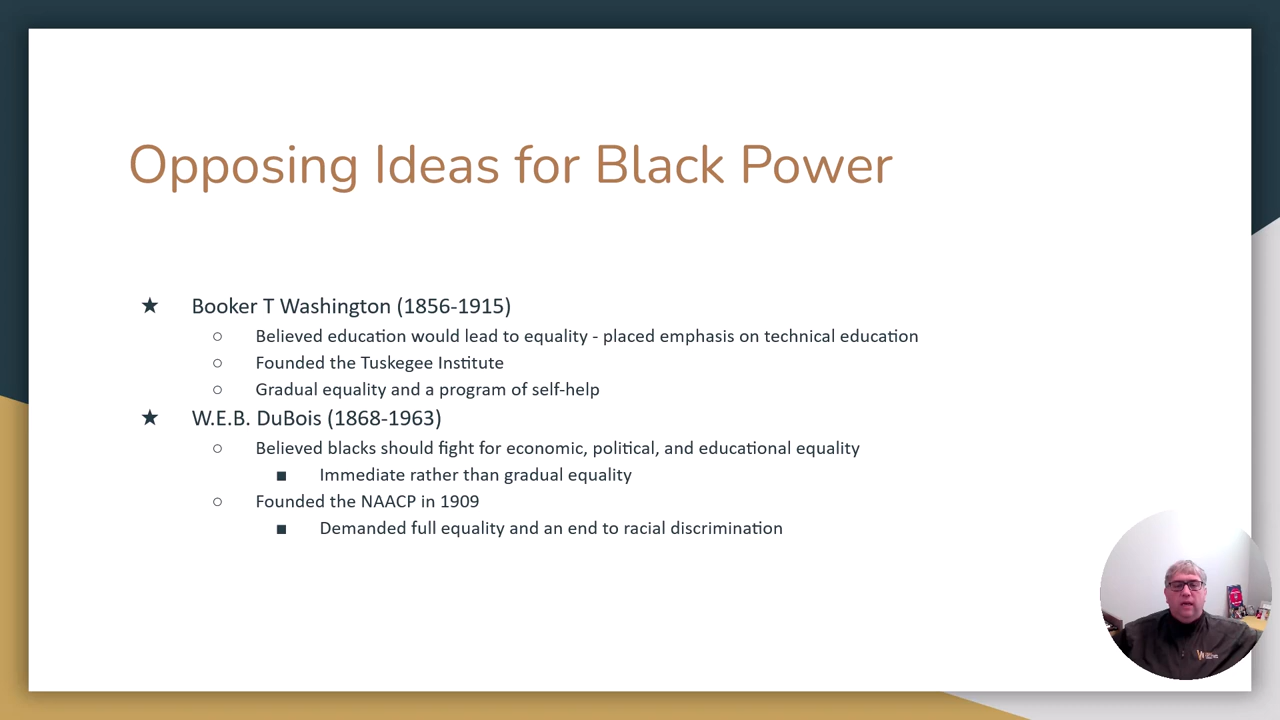 Opposing Ideas for Black Power
★ Booker T Washington (1856-1915)
○ Believed education would lead to equality - placed emphasis on technical education
○ Founded the Tuskegee Institute
○ Gradual equality and a program of self-help
★ W.E.B. DuBois (1868-1963)
○ Believed blacks should fight for economic, political, and educational equality
■ Immediate rather than gradual equality
○ Founded the NAACP in 1909
■ Demanded full equality and an end to racial discrimination